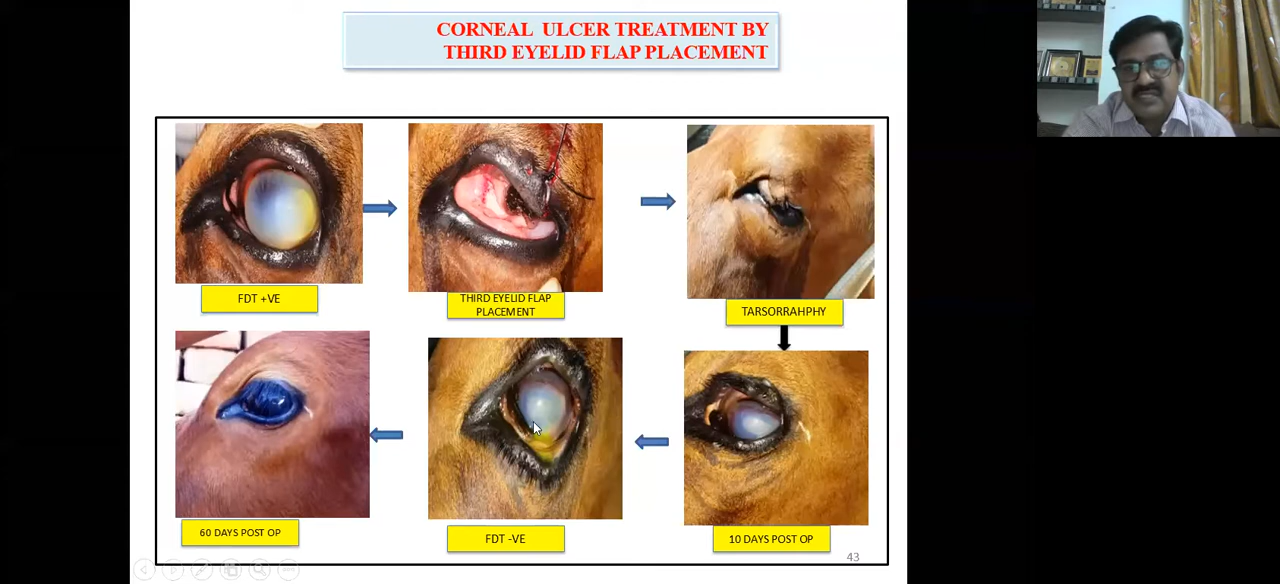 CORNEAL ULCER TREATMENT BY
THIRD EYELID FLAP PLACEMENT
FDT +VE
THIRD EYELID FLAP
PLACEMENT
TARSORRAHPHY
60 DAYS POST OP
FDT -VE
10 DAYS POST OP
43